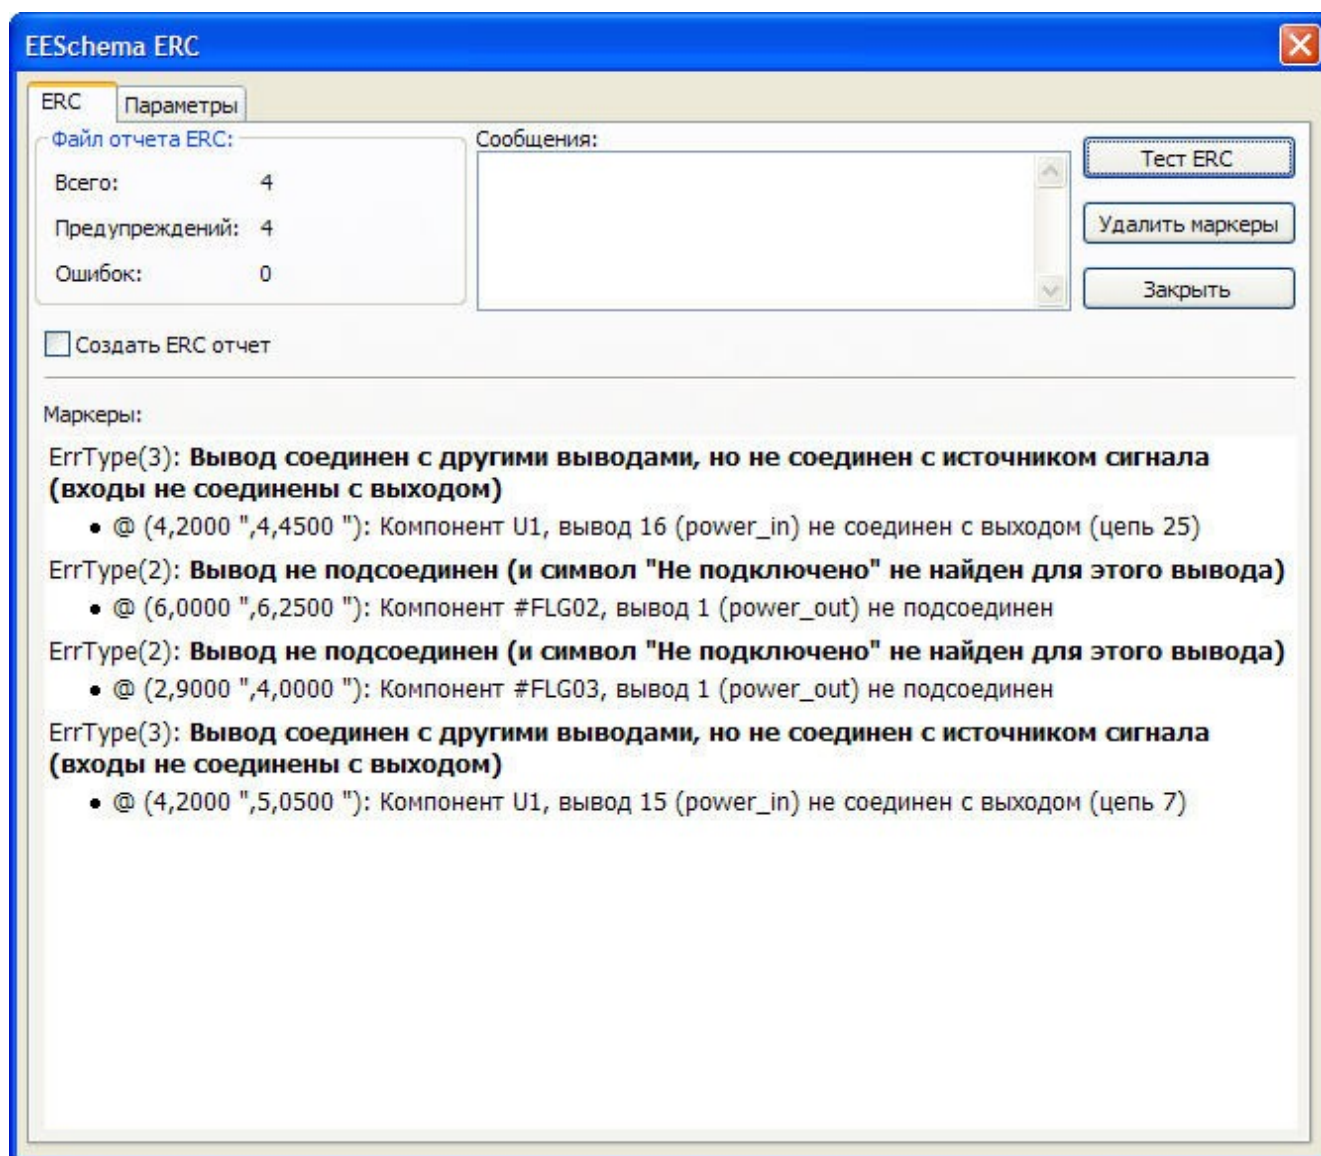 EESchema ERC
ERC
Параметры
Файл отчета ERC:
Всего: 4
Предупреждений: 4
Ошибок: 0
Сообщения:
Тест ERC
Удалить маркеры
Закрыть
Создать ERC отчет
Маркеры:
ErrType(3): Вывод соединен с другими выводами, но не соединен с источником сигнала
(входы не соединены с выходом)
• @ (4,2000 ",4,4500 "): Компонент U1, вывод 16 (power_in) не соединен с выходом (цепь 25)
ErrType(2): Вывод не подсоединен (и символ "Не подключено" не найден для этого вывода)
• @ (6,0000 ",6,2500 "): Компонент #FLG02, вывод 1 (power_out) не подсоединен
ErrType(2): Вывод не подсоединен (и символ "Не подключено" не найден для этого вывода)
• @ (2,9000 ",4,0000 "): Компонент #FLG03, вывод 1 (power_out) не подсоединен
ErrType(3): Вывод соединен с другими выводами, но не соединен с источником сигнала
(входы не соединены с выходом)
• @ (4,2000 ",5,0500 "): Компонент U1, вывод 15 (power_in) не соединен с выходом (цепь 7)